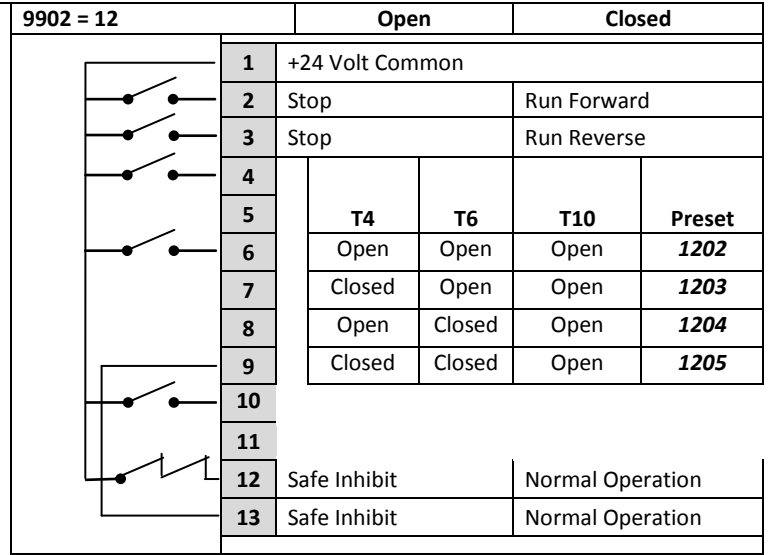 9902 = 12 Open Closed
1 +24 Volt Common
2 Stop Run Forward
3 Stop Run Reverse
4
5 T4 T6 T10 Preset
6 Open Open Open 1202
7 Closed Open Open 1203
8 Open Closed Open 1204
9 Closed Closed Open 1205
10
11
12 Safe Inhibit Normal Operation
13 Safe Inhibit Normal Operation